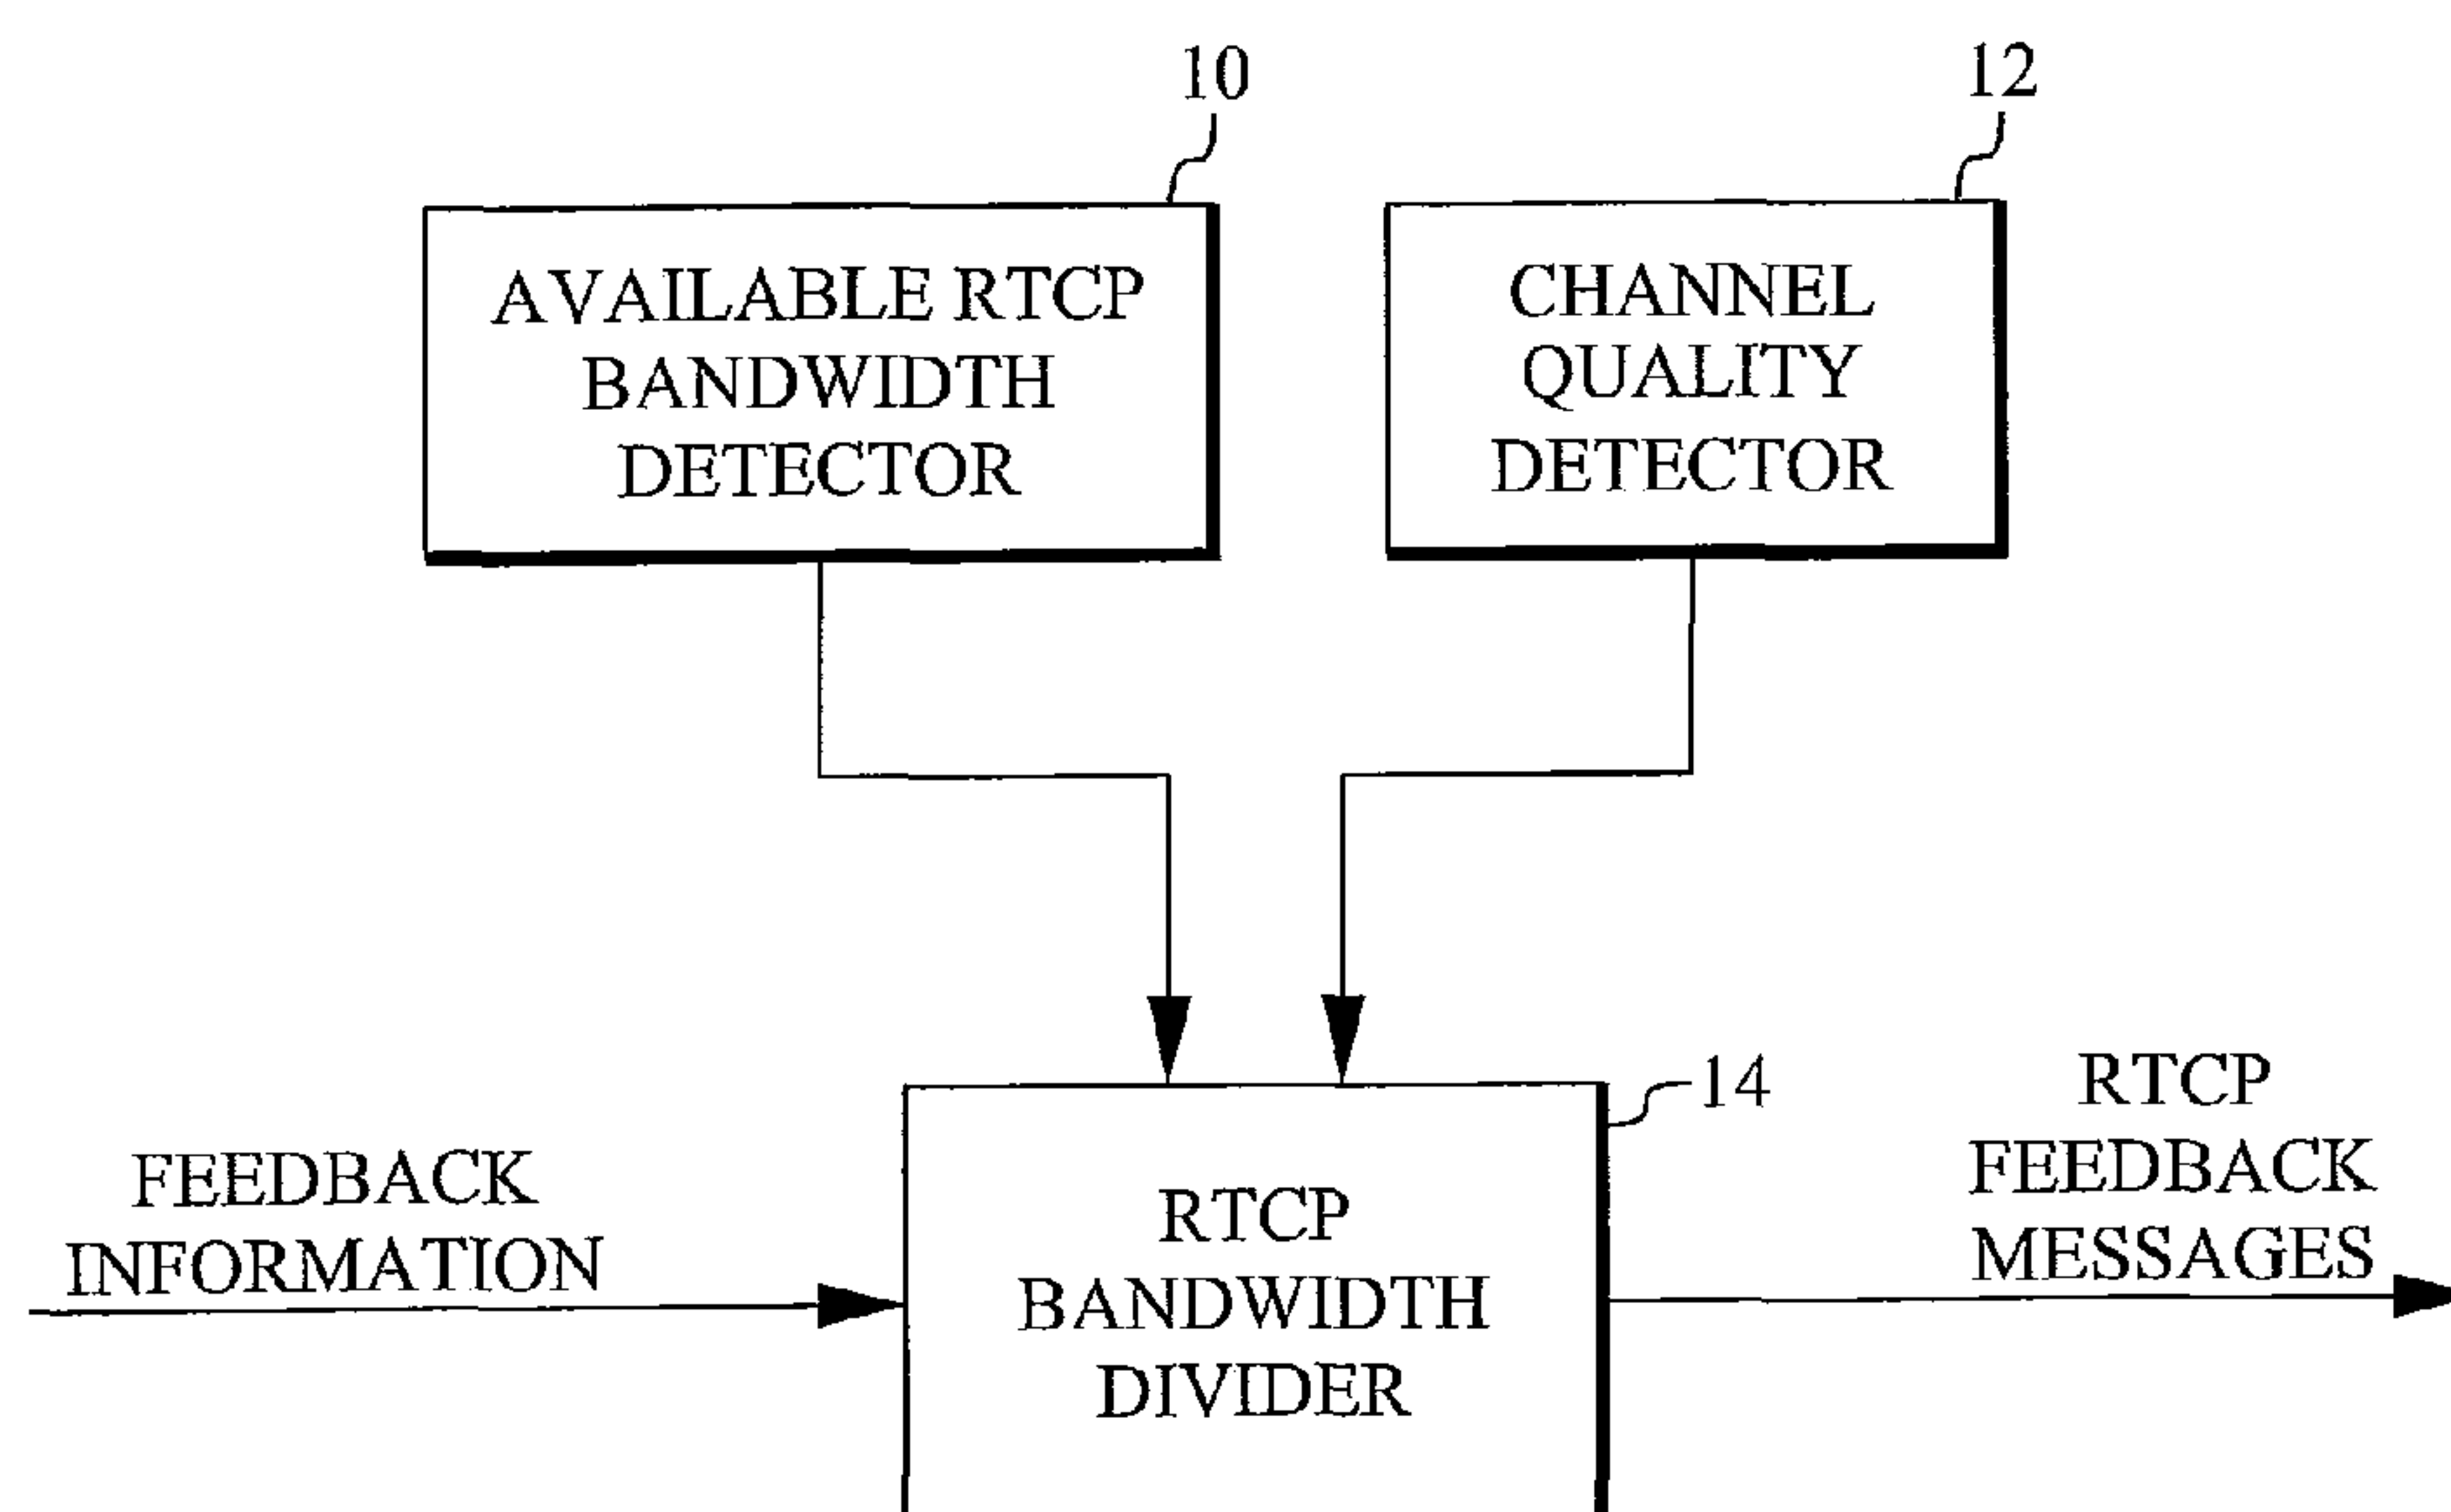 10
12
AVAILABLE RTCP
BANDWIDTH
DETECTOR
CHANNEL
QUALITY
DETECTOR
14
FEEDBACK
INFORMATION
RTCP
BANDWIDTH
DIVIDER
RTCP
FEEDBACK
MESSAGES